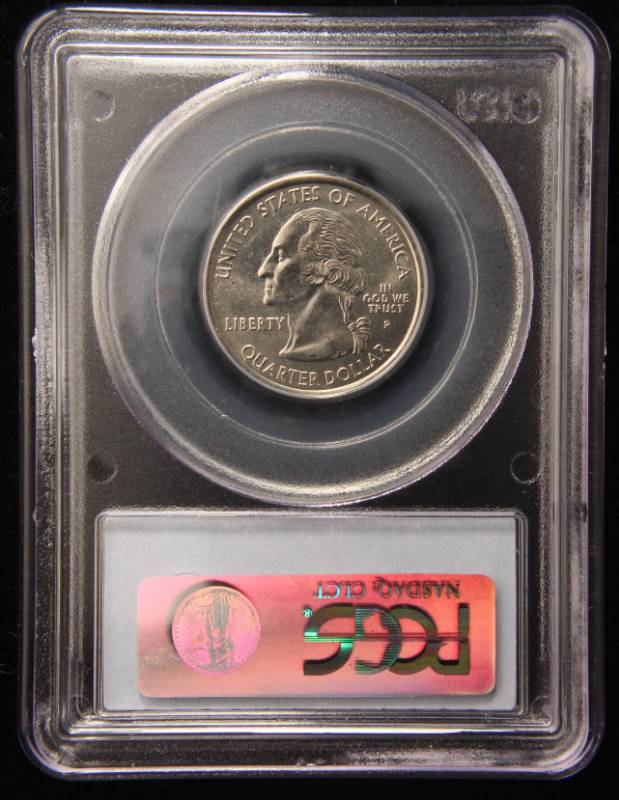 UNITED STATES OF AMERICA
LIBERTY
IN
GOD WE
TRUST
P
QUARTER DOLLAR
NASDAQ: CLCT
PCGS®